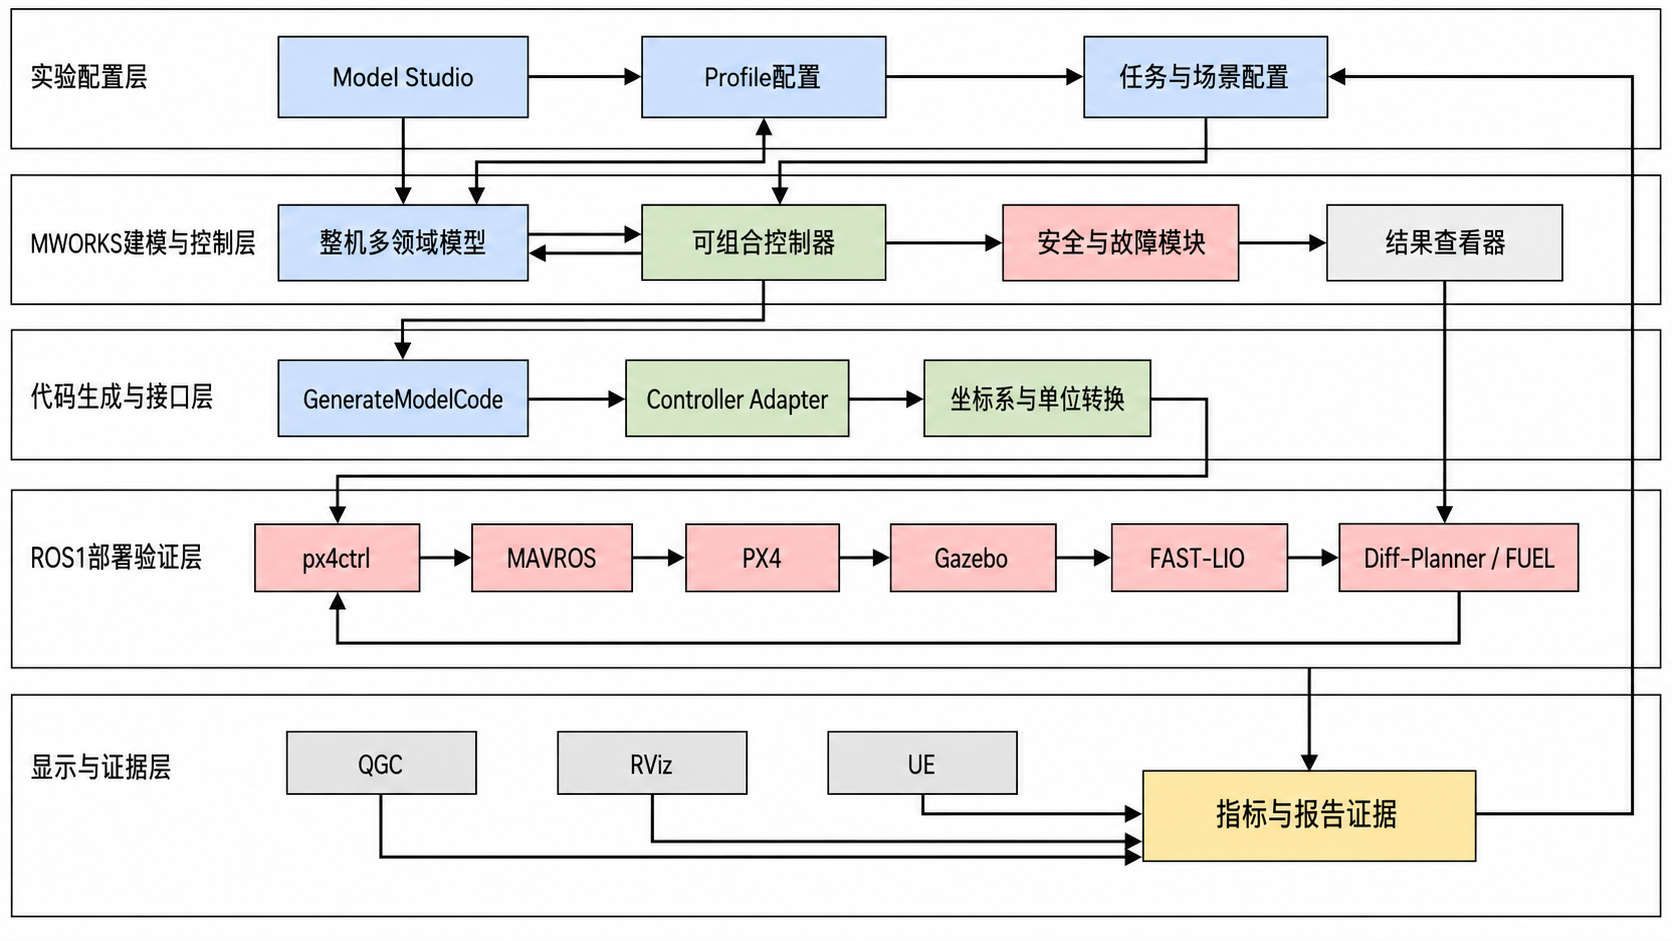 实验配置层
Model Studio
Profile配置
任务与场景配置
MWORKS建模与控制层
整机多领域模型
可组合控制器
安全与故障模块
结果查看器
代码生成与接口层
GenerateModelCode
Controller Adapter
坐标系与单位转换
ROS1部署验证层
px4ctrl
MAVROS
PX4
Gazebo
FAST-LIO
Diff-Planner / FUEL
显示与证据层
QGC
RViz
UE
指标与报告证据